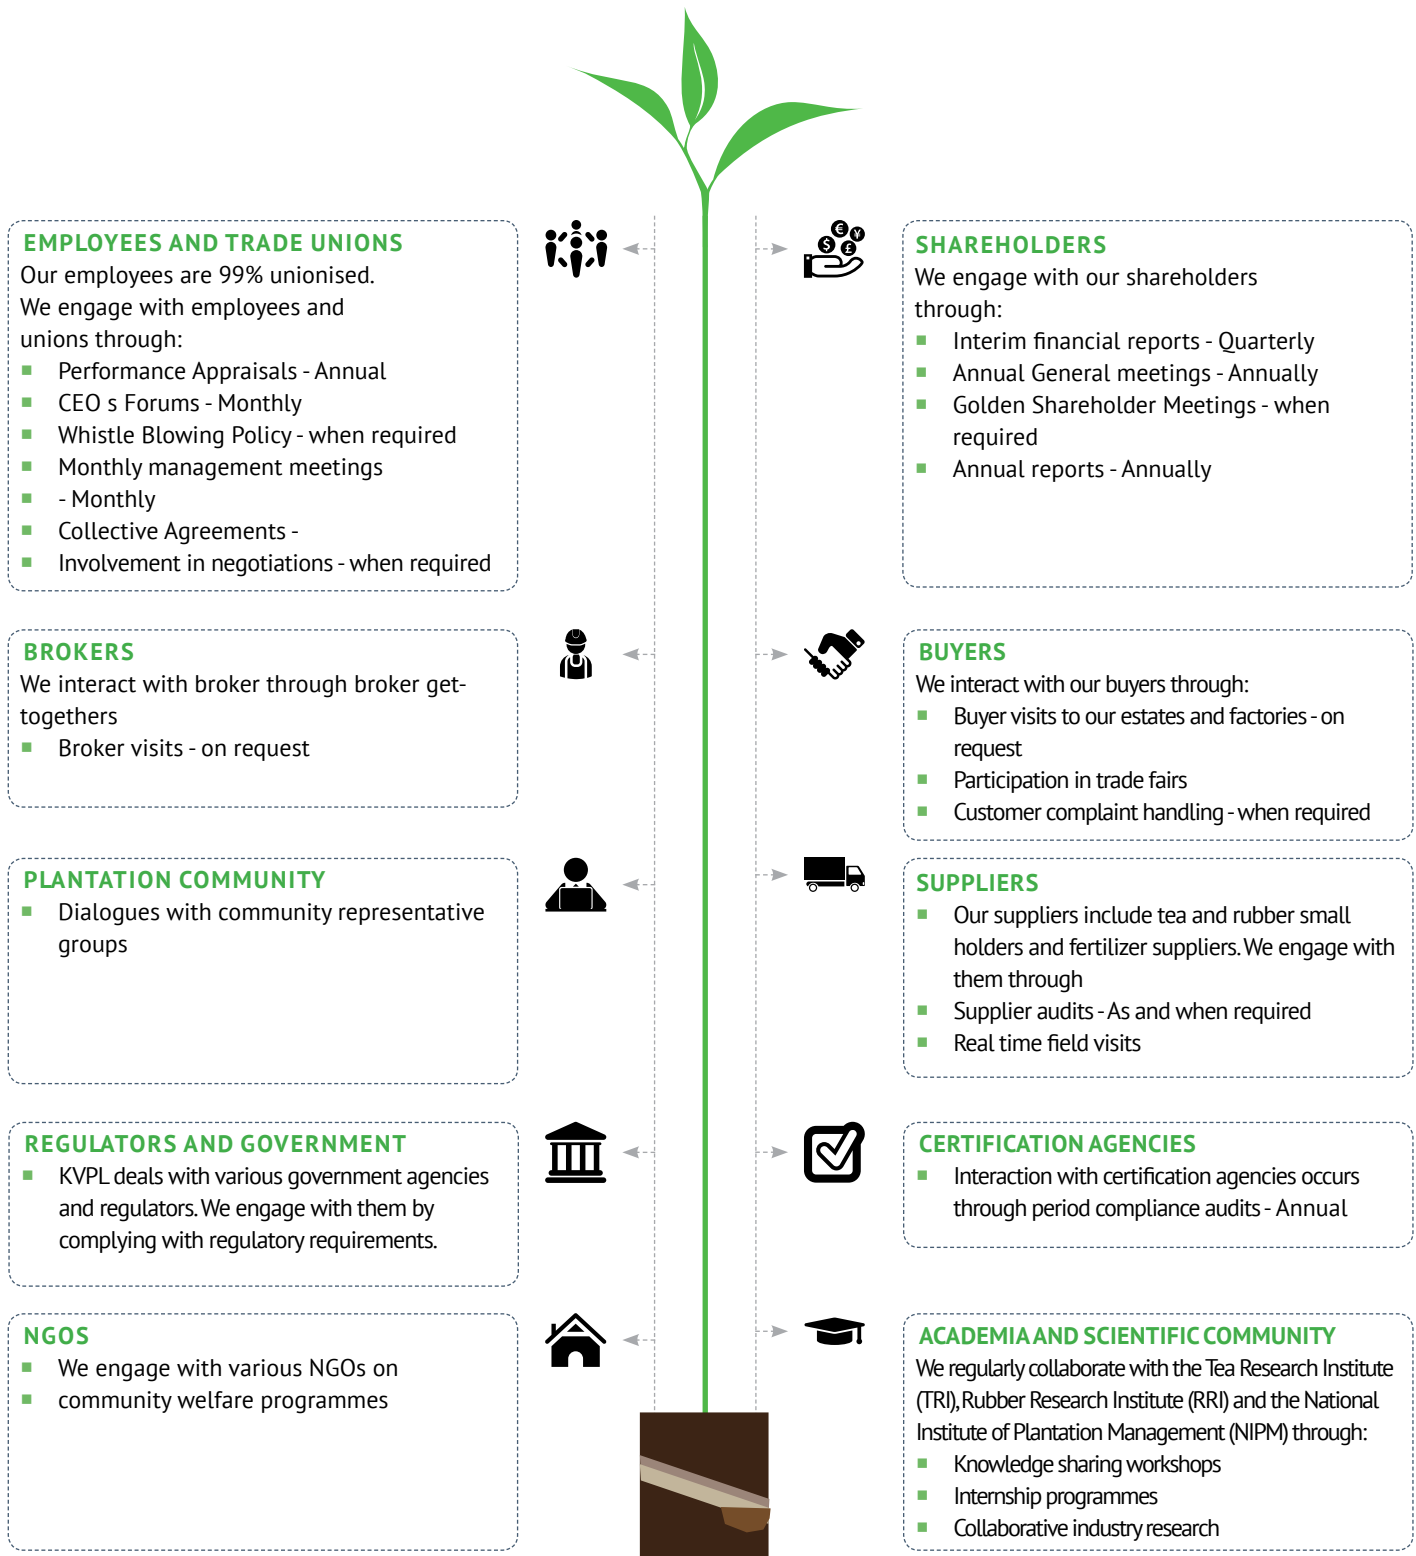 EMPLOYEES AND TRADE UNIONS
Our employees are 99% unionised.
We engage with employees and
unions through:
■ Performance Appraisals - Annual
■ CEO s Forums - Monthly
■ Whistle Blowing Policy - when required
■ Monthly management meetings
■ - Monthly
■ Collective Agreements -
■ Involvement in negotiations - when required
SHAREHOLDERS
We engage with our shareholders
through:
■ Interim financial reports - Quarterly
■ Annual General meetings - Annually
■ Golden Shareholder Meetings - when
required
■ Annual reports - Annually
BROKERS
We interact with broker through broker get-
togethers
■ Broker visits - on request
BUYERS
We interact with our buyers through:
■ Buyer visits to our estates and factories - on
request
■ Participation in trade fairs
■ Customer complaint handling - when required
PLANTATION COMMUNITY
■ Dialogues with community representative
groups
SUPPLIERS
■ Our suppliers include tea and rubber small
holders and fertilizer suppliers. We engage with
them through
■ Supplier audits - As and when required
■ Real time field visits
REGULATORS AND GOVERNMENT
■ KVPL deals with various government agencies
and regulators. We engage with them by
complying with regulatory requirements.
CERTIFICATION AGENCIES
■ Interaction with certification agencies occurs
through period compliance audits - Annual
NGOS
■ We engage with various NGOs on
■ community welfare programmes
ACADEMIA AND SCIENTIFIC COMMUNITY
We regularly collaborate with the Tea Research Institute
(TRI), Rubber Research Institute (RRI) and the National
Institute of Plantation Management (NIPM) through:
■ Knowledge sharing workshops
■ Internship programmes
■ Collaborative industry research